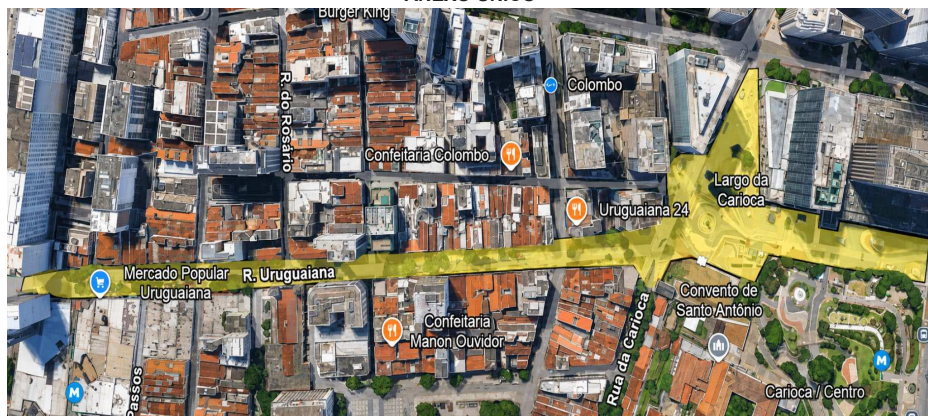 Burger King
Colombo
R. do Rosário
Confeitaria Colombo
Largo da
Carioca
Uruguaiana 24
Mercado Popular
Uruguaiana
R. Uruguaiana
Convento de
Santo Antônio
Confeitaria
Manon Ouvidor
Rua da Carioca
Passos
M
M
Carioca / Centro